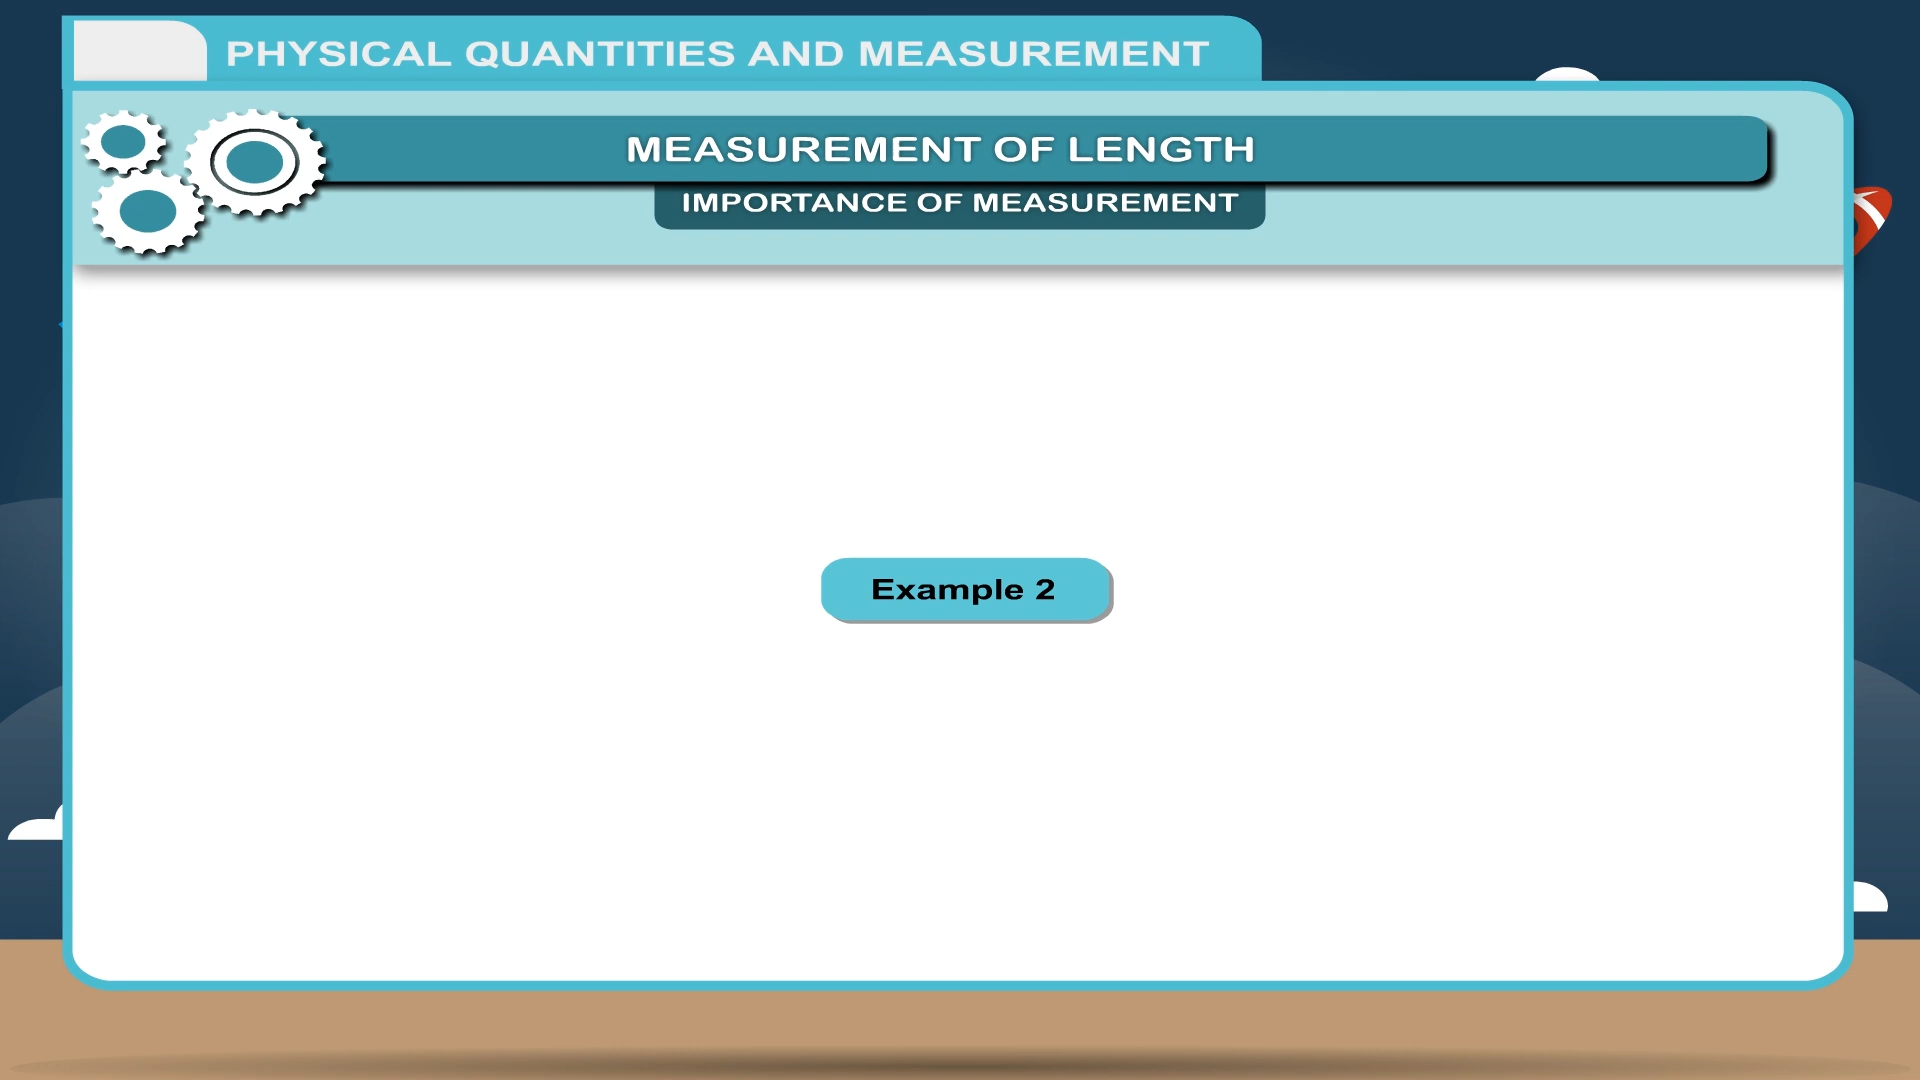 PHYSICAL QUANTITIES AND MEASUREMENT
MEASUREMENT OF LENGTH
IMPORTANCE OF MEASUREMENT
Example 2